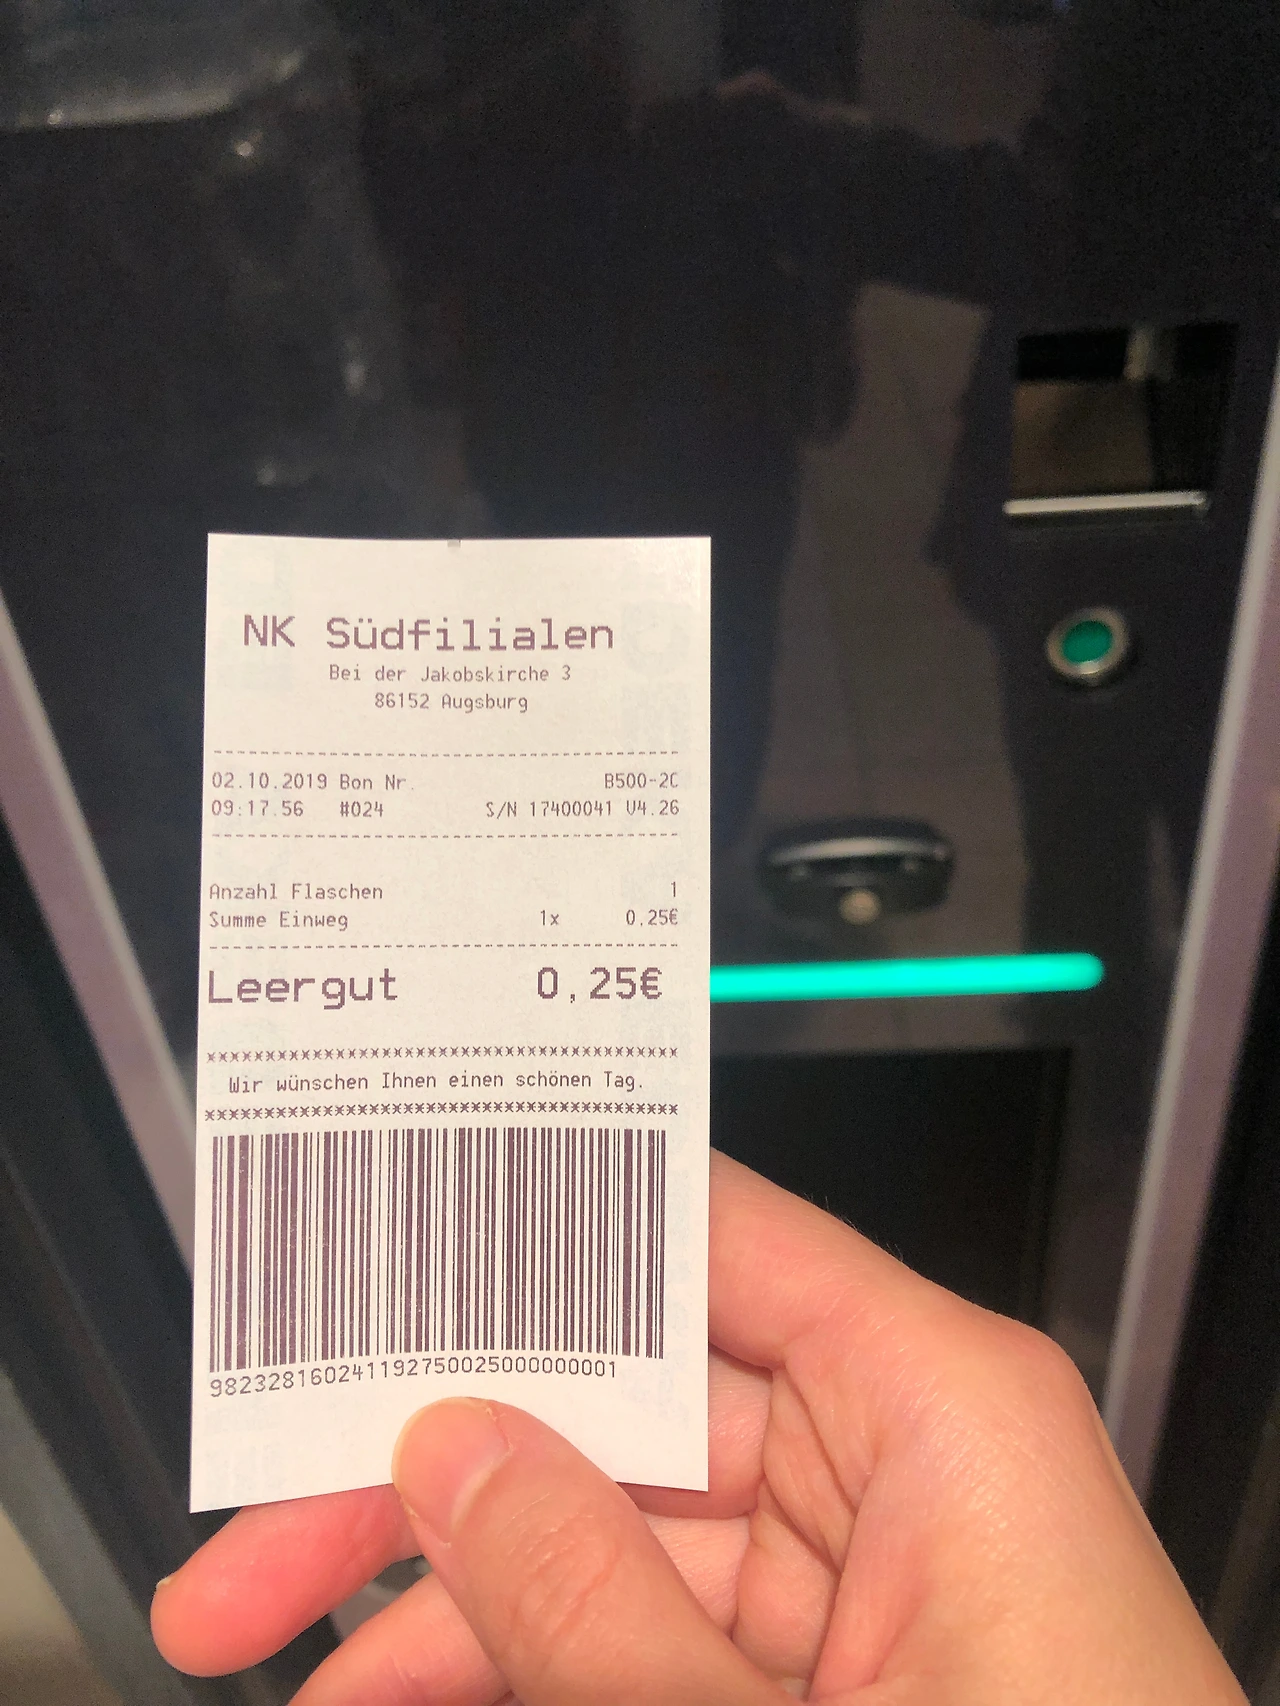 NK Südfilialen
Bei der Jakobskirche 3
86152 Augsburg
----------------------------------------
02.10.2019 Bon Nr. B500-2C
09:17.56 #024 S/N 17400041 V4.26
----------------------------------------
Anzahl Flaschen 1
Summe Einweg 1x 0.25€
----------------------------------------
Leergut 0,25€
****************************************
Wir wünschen Ihnen einen schönen Tag.
****************************************
982328160241192750025000000001